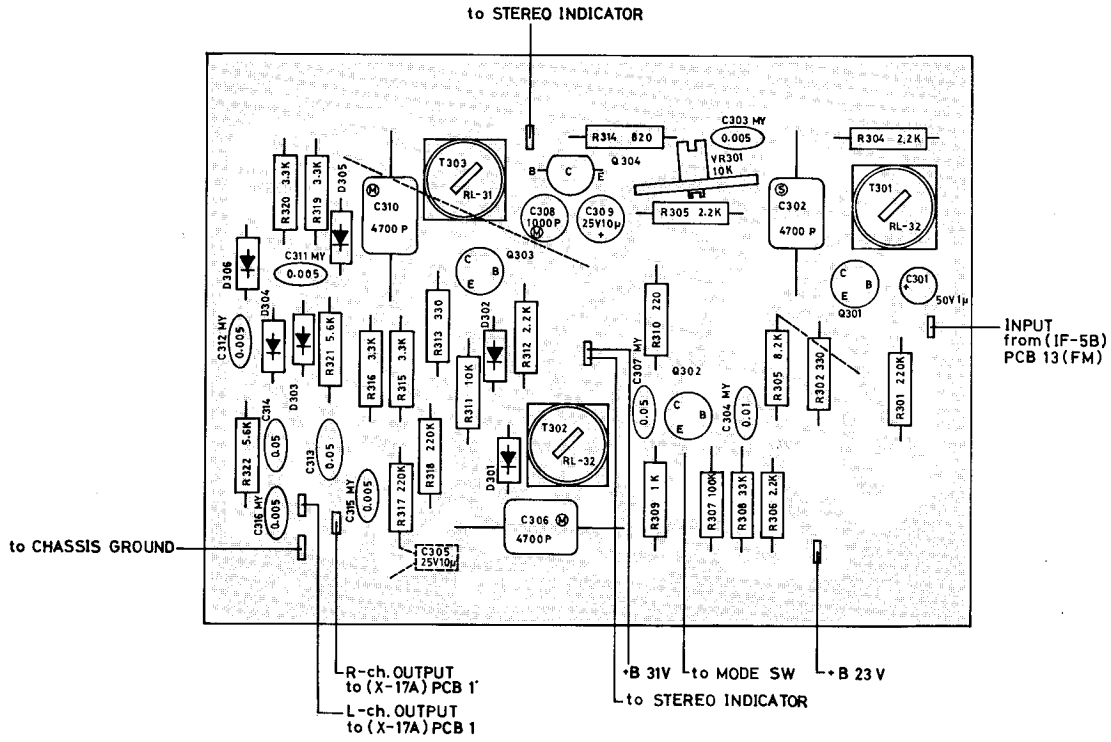 to STEREO INDICATOR
C303 MY
0.005
R314 820
R304 2.2K
Q304
VR301
10K
T303
RL-31
B
C
E
T301
RL-32
R320 3.3K
R319 3.3K
D305
M
C310
4700 P
C308
1000P
M
C309
25V10μ
+
R305 2.2K
S
C302
4700 P
D306
C311 MY
0.005
Q303
C
B
E
C
B
E
Q301
C301
+
50V1μ
C312 MY
0.005
D304
D303
R321 5.6K
R316 3.3K
R315 3.3K
R313 330
R311 10K
D302
R312 2.2K
R310 220
R305 8.2K
R302 330
R301 220K
INPUT
from (IF-5B)
PCB 13 (FM)
Q302
C307 MY
0.05
C
B
E
C304 MY
0.01
C314
0.05
R322 5.6K
C313
0.05
R318 220K
T302
RL-32
D301
C316 MY
0.005
C315 MY
0.005
R317 220K
R309 1K
R307 100K
R308 33K
R306 2.2K
C306 M
4700P
to CHASSIS GROUND
C305
25V10μ
R-ch. OUTPUT
to (X-17A) PCB 1
L-ch. OUTPUT
to (X-17A) PCB 1
+B 31V
to MODE SW
+B 23 V
to STEREO INDICATOR